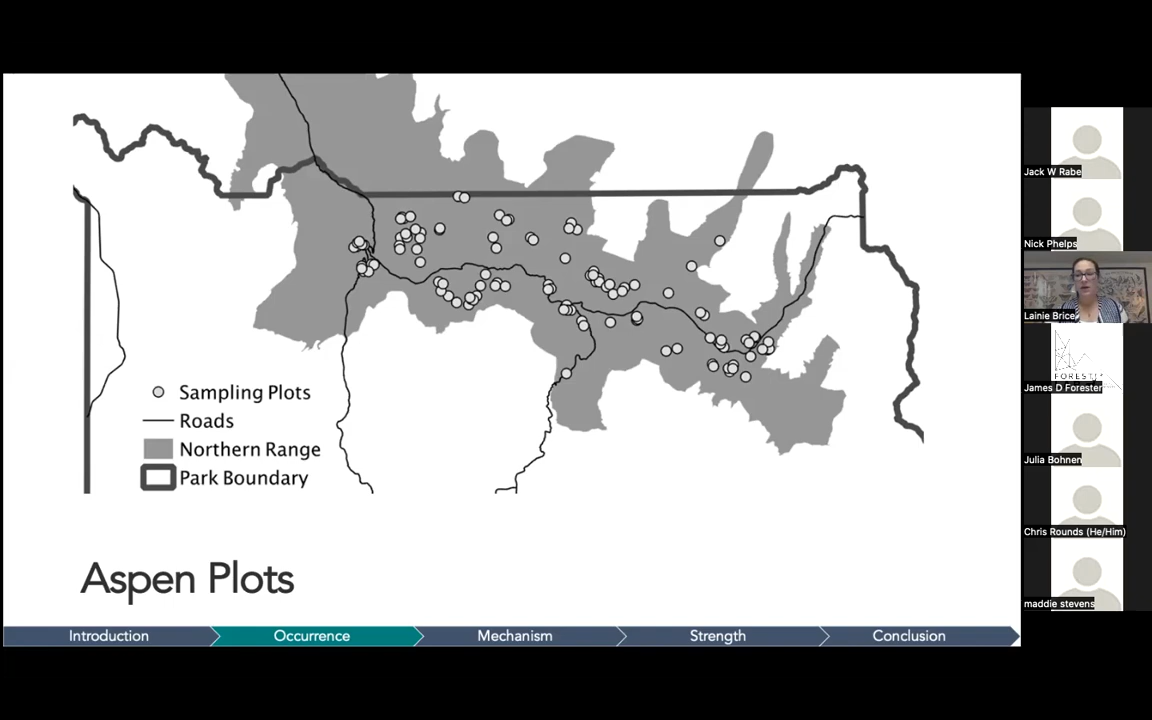 Sampling Plots
Roads
Northern Range
Park Boundary
Aspen Plots
Introduction
Occurrence
Mechanism
Strength
Conclusion
Jack W Rabe
Nick Phelps
Lainie Brice
FOREST
James D Forester
Julia Bohnen
Chris Rounds (He/Him)
maddie stevens